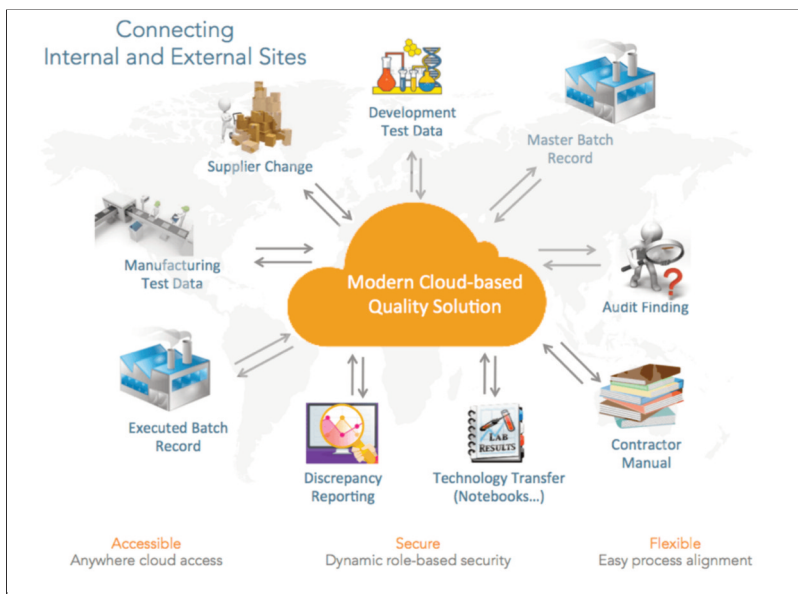 Connecting
Internal and External Sites
Development
Test Data
Master Batch
Record
Supplier Change
Manufacturing
Test Data
Modern Cloud-based
Quality Solution
Audit Finding
?
Executed Batch
Record
Discrepancy
Reporting
LAB
RESULTS
Technology Transfer
(Notebooks...)
Contractor
Manual
Accessible
Anywhere cloud access
Secure
Dynamic role-based security
Flexible
Easy process alignment